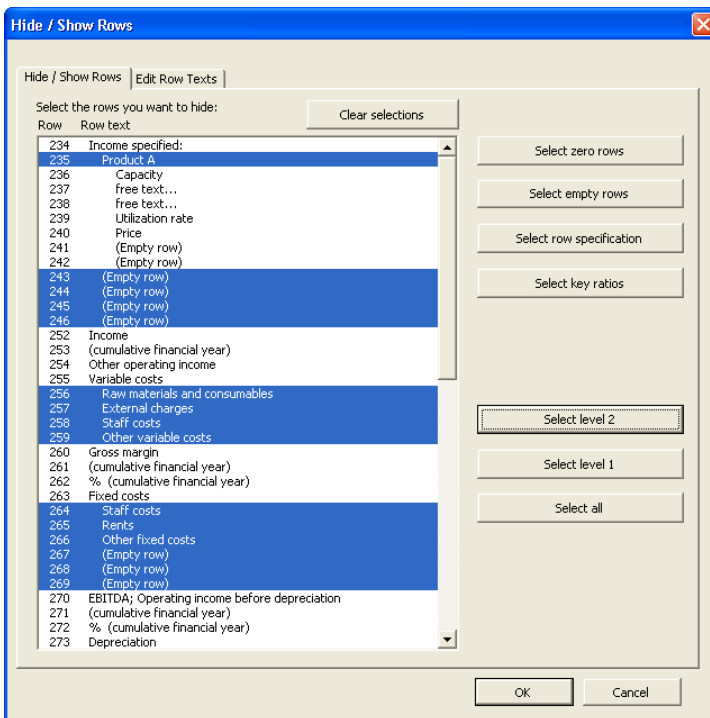 Hide / Show Rows
Hide / Show Rows Edit Row Texts
Select the rows you want to hide:
Clear selections
Row Row text
234 Income specified:
235 Product A
236 Capacity
237 free text...
238 free text...
239 Utilization rate
240 Price
241 (Empty row)
242 (Empty row)
243 (Empty row)
244 (Empty row)
245 (Empty row)
246 (Empty row)
252 Income
253 (cumulative financial year)
254 Other operating income
255 Variable costs
256 Raw materials and consumables
257 External charges
258 Staff costs
259 Other variable costs
260 Gross margin
261 (cumulative financial year)
262 % (cumulative financial year)
263 Fixed costs
264 Staff costs
265 Rents
266 Other fixed costs
267 (Empty row)
268 (Empty row)
269 (Empty row)
270 EBITDA; Operating income before depreciation
271 (cumulative financial year)
272 % (cumulative financial year)
273 Depreciation
Select zero rows
Select empty rows
Select row specification
Select key ratios
Select level 2
Select level 1
Select all
OK Cancel